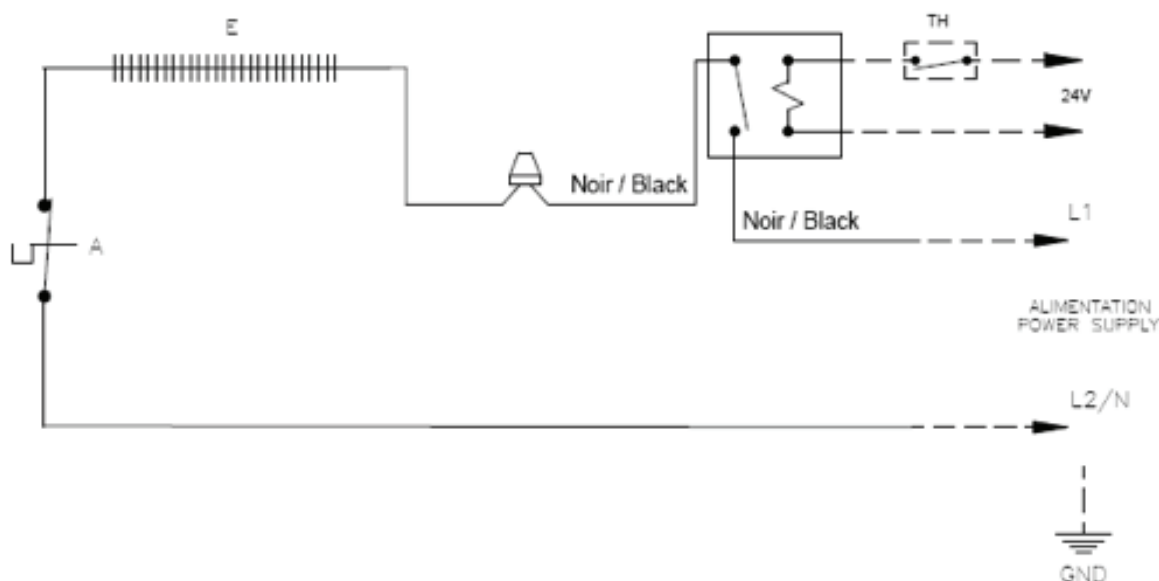 E
TH
24V
Noir / Black
Noir / Black
L1
A
ALIMENTATION
POWER SUPPLY
L2/N
GND